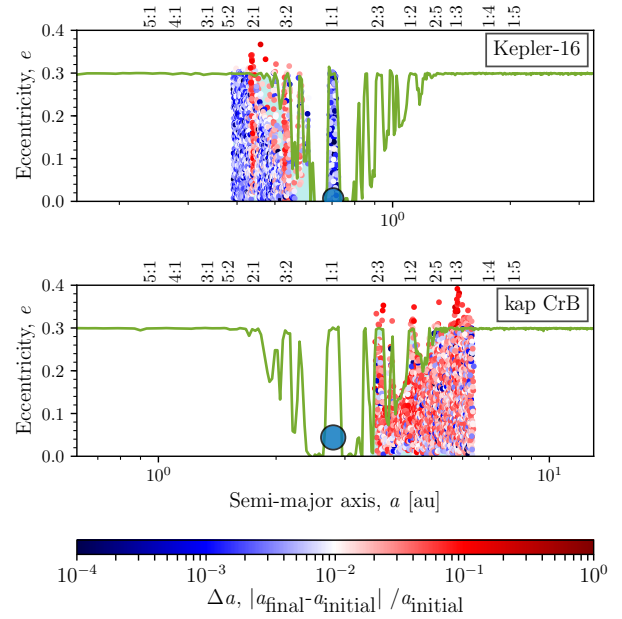 5:1 4:1 3:1 5:2 2:1 3:2 1:1 2:3 1:2 2:5 1:3 1:4 1:5
0.4
Kepler-16
0.3
0.2
0.1
0.0
Eccentricity, e
10⁰
5:1 4:1 3:1 5:2 2:1 3:2 1:1 2:3 1:2 2:5 1:3 1:4 1:5
0.4
kap CrB
0.3
0.2
0.1
0.0
Eccentricity, e
10⁰ 10¹
Semi-major axis, a [au]
10⁻⁴ 10⁻³ 10⁻² 10⁻¹ 10⁰
Δa, |a_final-a_initial| /a_initial